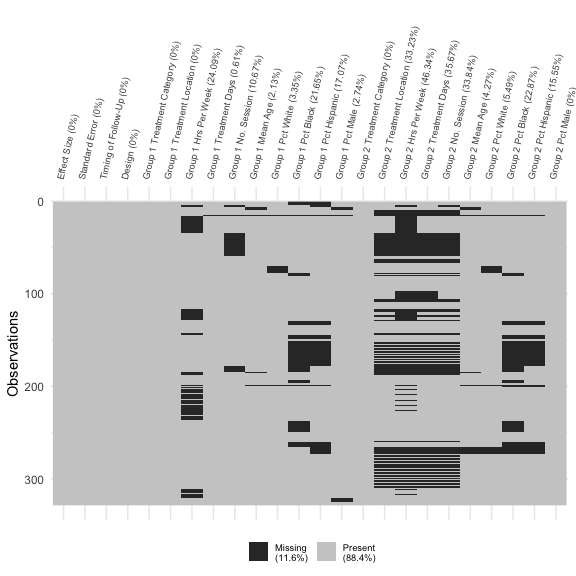 Effect Size (0%)
Standard Error (0%)
Timing of Follow-Up (0%)
Design (0%)
Group 1 Treatment Category (0%)
Group 1 Treatment Location (0%)
Group 1 Hrs Per Week (24.09%)
Group 1 Treatment Days (0.61%)
Group 1 No. Session (10.67%)
Group 1 Mean Age (2.13%)
Group 1 Pct White (3.35%)
Group 1 Pct Black (21.65%)
Group 1 Pct Hispanic (17.07%)
Group 1 Pct Male (2.74%)
Group 2 Treatment Category (0%)
Group 2 Treatment Location (33.23%)
Group 2 Hrs Per Week (46.34%)
Group 2 Treatment Days (35.67%)
Group 2 No. Session (33.84%)
Group 2 Mean Age (4.27%)
Group 2 Pct White (5.49%)
Group 2 Pct Black (22.87%)
Group 2 Pct Hispanic (15.55%)
Group 2 Pct Male (0%)
0
100
200
300
Observations
Missing
(11.6%)
Present
(88.4%)